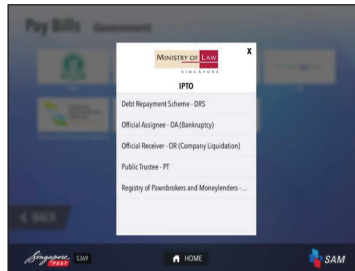 Pay Bills Government
X
MINISTRY OF LAW
SINGAPORE
IPTO
Debt Repayment Scheme - DRS
Official Assignee - OA (Bankruptcy)
Official Receiver - OR (Company Liquidation)
Public Trustee - PT
Registry of Pawnbrokers and Moneylenders -...
< BACK
Singapore POST S369 HOME SAM